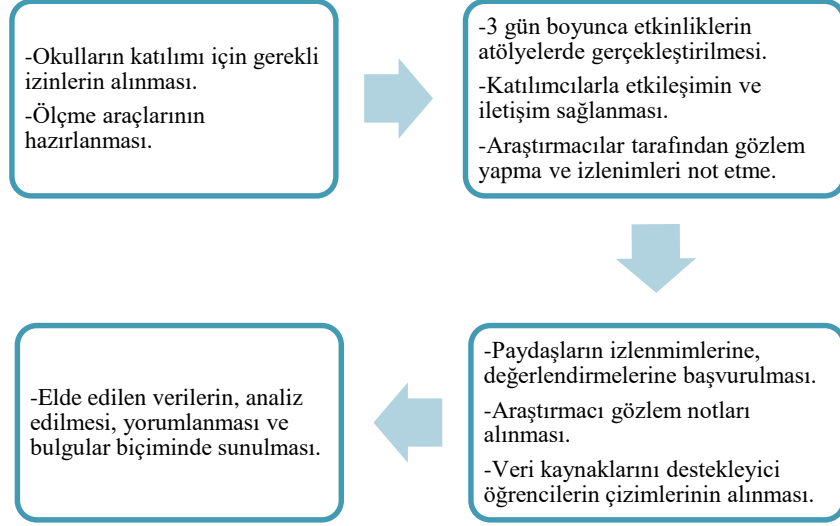 -Okulların katılımı için gerekli
izinlerin alınması.
-Ölçme araçlarının
hazırlanması.
-3 gün boyunca etkinliklerin
atölyelerde gerçekleştirilmesi.
-Katılımcılarla etkileşimin ve
iletişim sağlanması.
-Araştırmacılar tarafından gözlem
yapma ve izlenimleri not etme.
-Paydaşların izlenmimlerine,
değerlendirmelerine başvurulması.
-Araştırmacı gözlem notları
alınması.
-Veri kaynaklarını destekleyici
öğrencilerin çizimlerinin alınması.
-Elde edilen verilerin, analiz
edilmesi, yorumlanması ve
bulgular biçiminde sunulması.